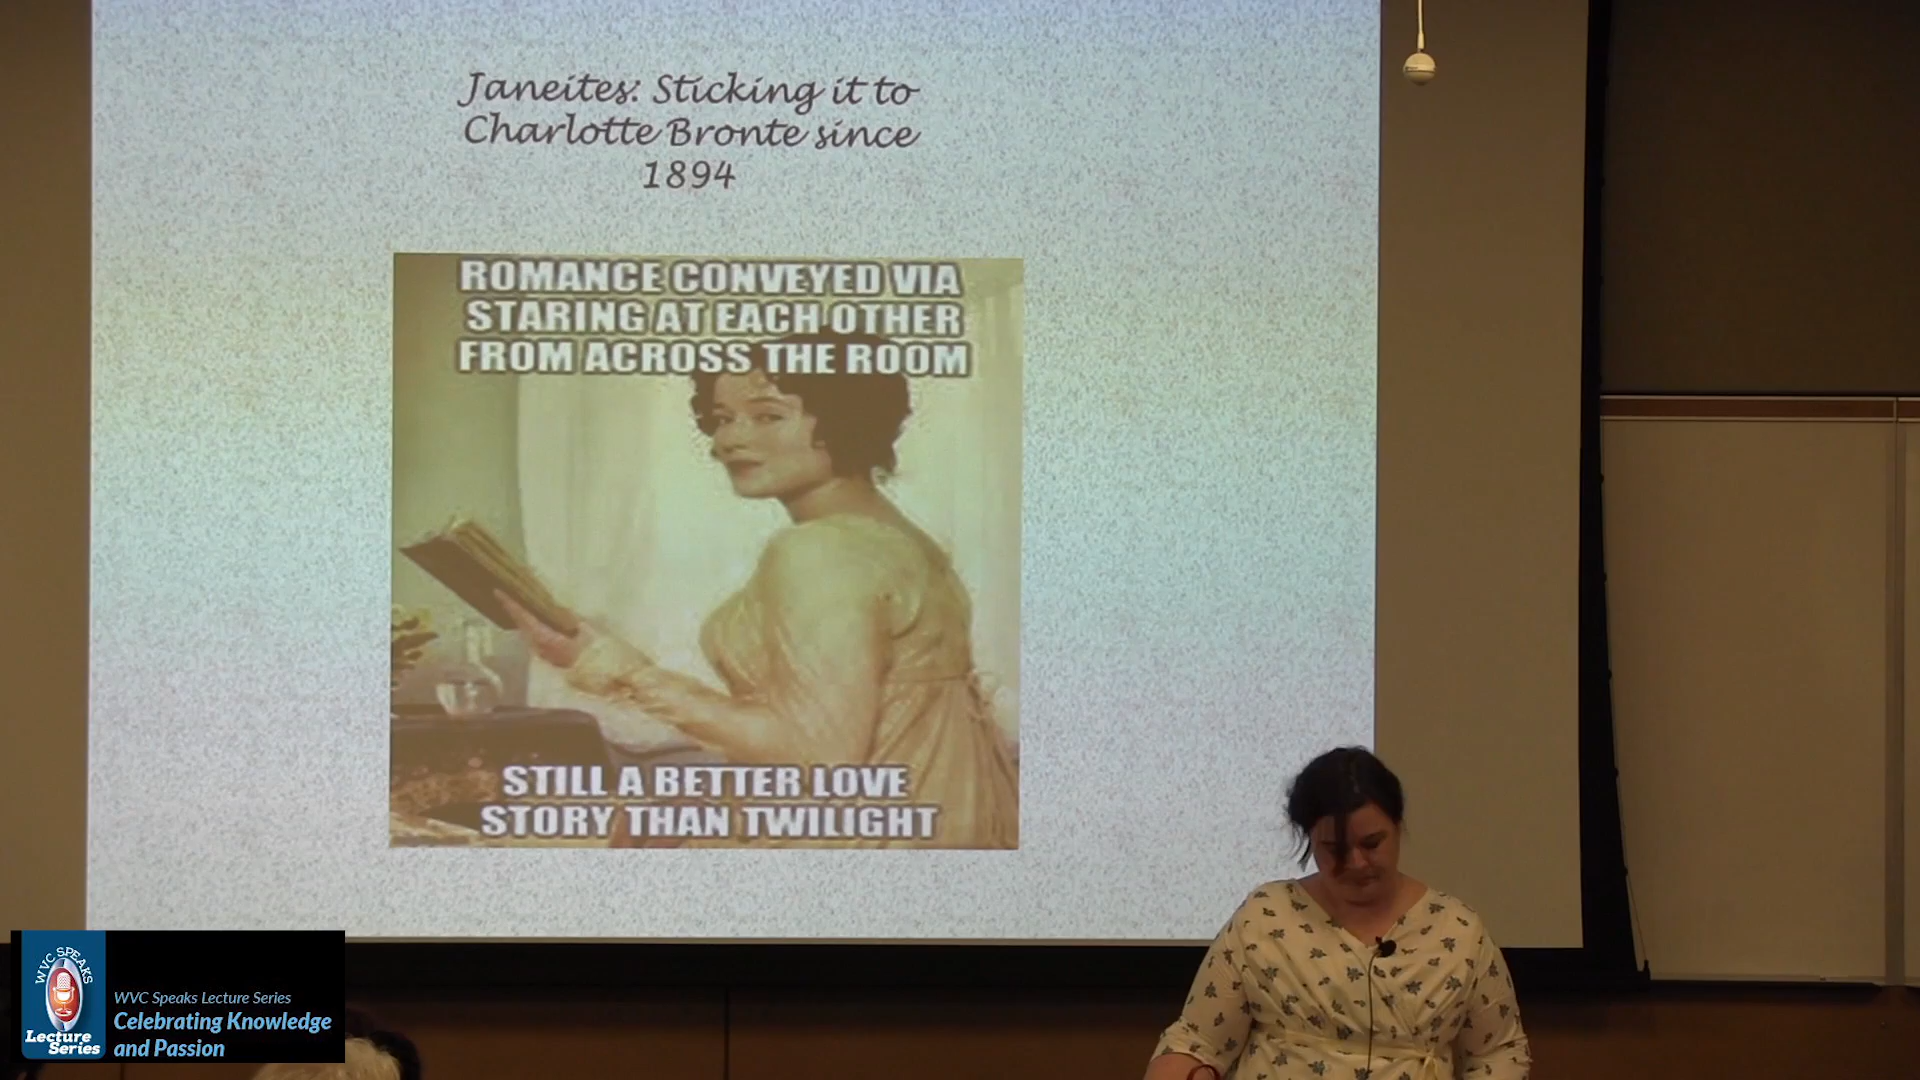 Janeites: Sticking it to
Charlotte Bronte since
1894
ROMANCE CONVEYED VIA
STARING AT EACH OTHER
FROM ACROSS THE ROOM
STILL A BETTER LOVE
STORY THAN TWILIGHT
WVC SPEAKS
Lecture
Series
WVC Speaks Lecture Series
Celebrating Knowledge
and Passion